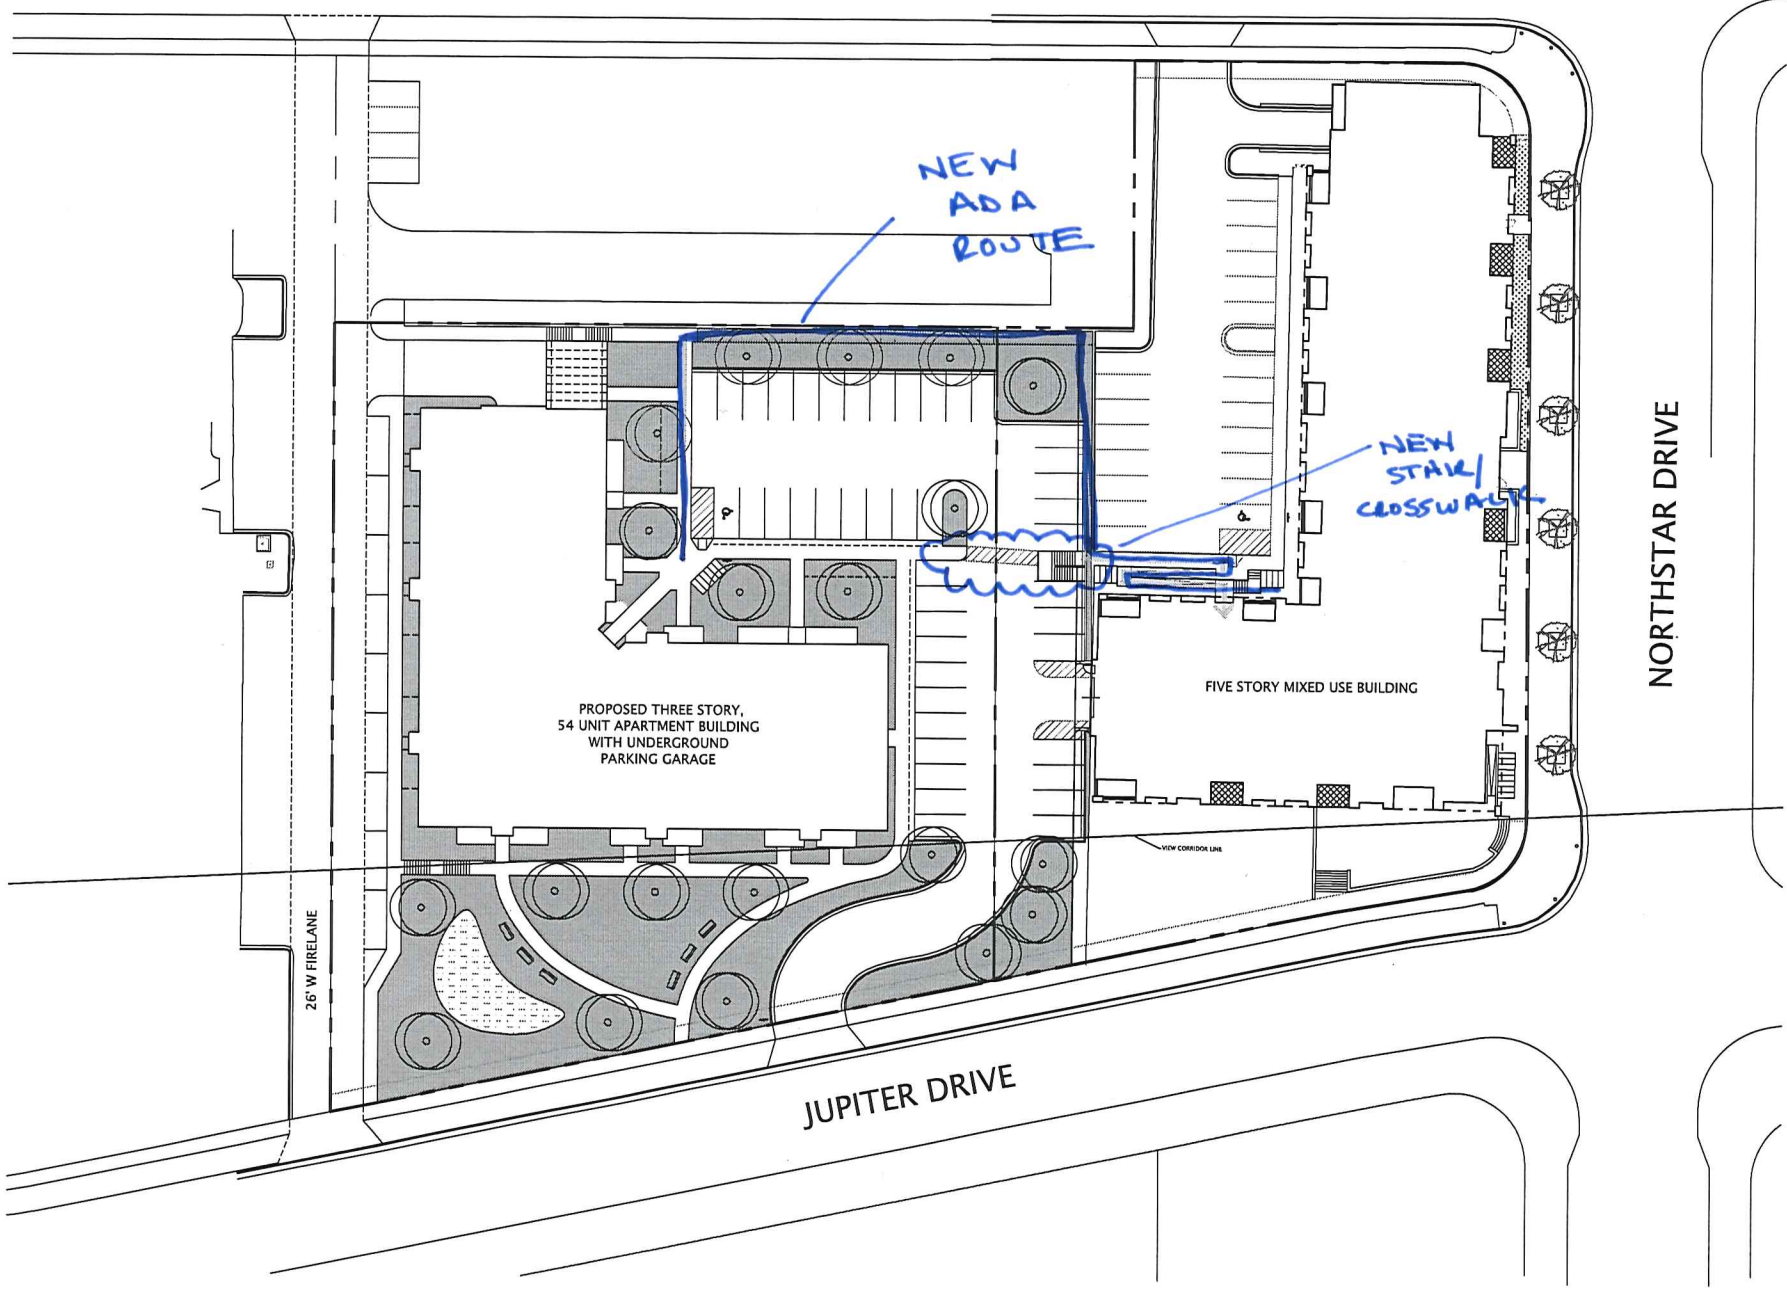 NEW
ADA
ROUTE
NEW
STAIR/
CROSSWALK
NORTHSTAR DRIVE
FIVE STORY MIXED USE BUILDING
PROPOSED THREE STORY,
54 UNIT APARTMENT BUILDING
WITH UNDERGROUND
PARKING GARAGE
VIEW CORRIDOR LINE
26' W FIRELANE
JUPITER DRIVE